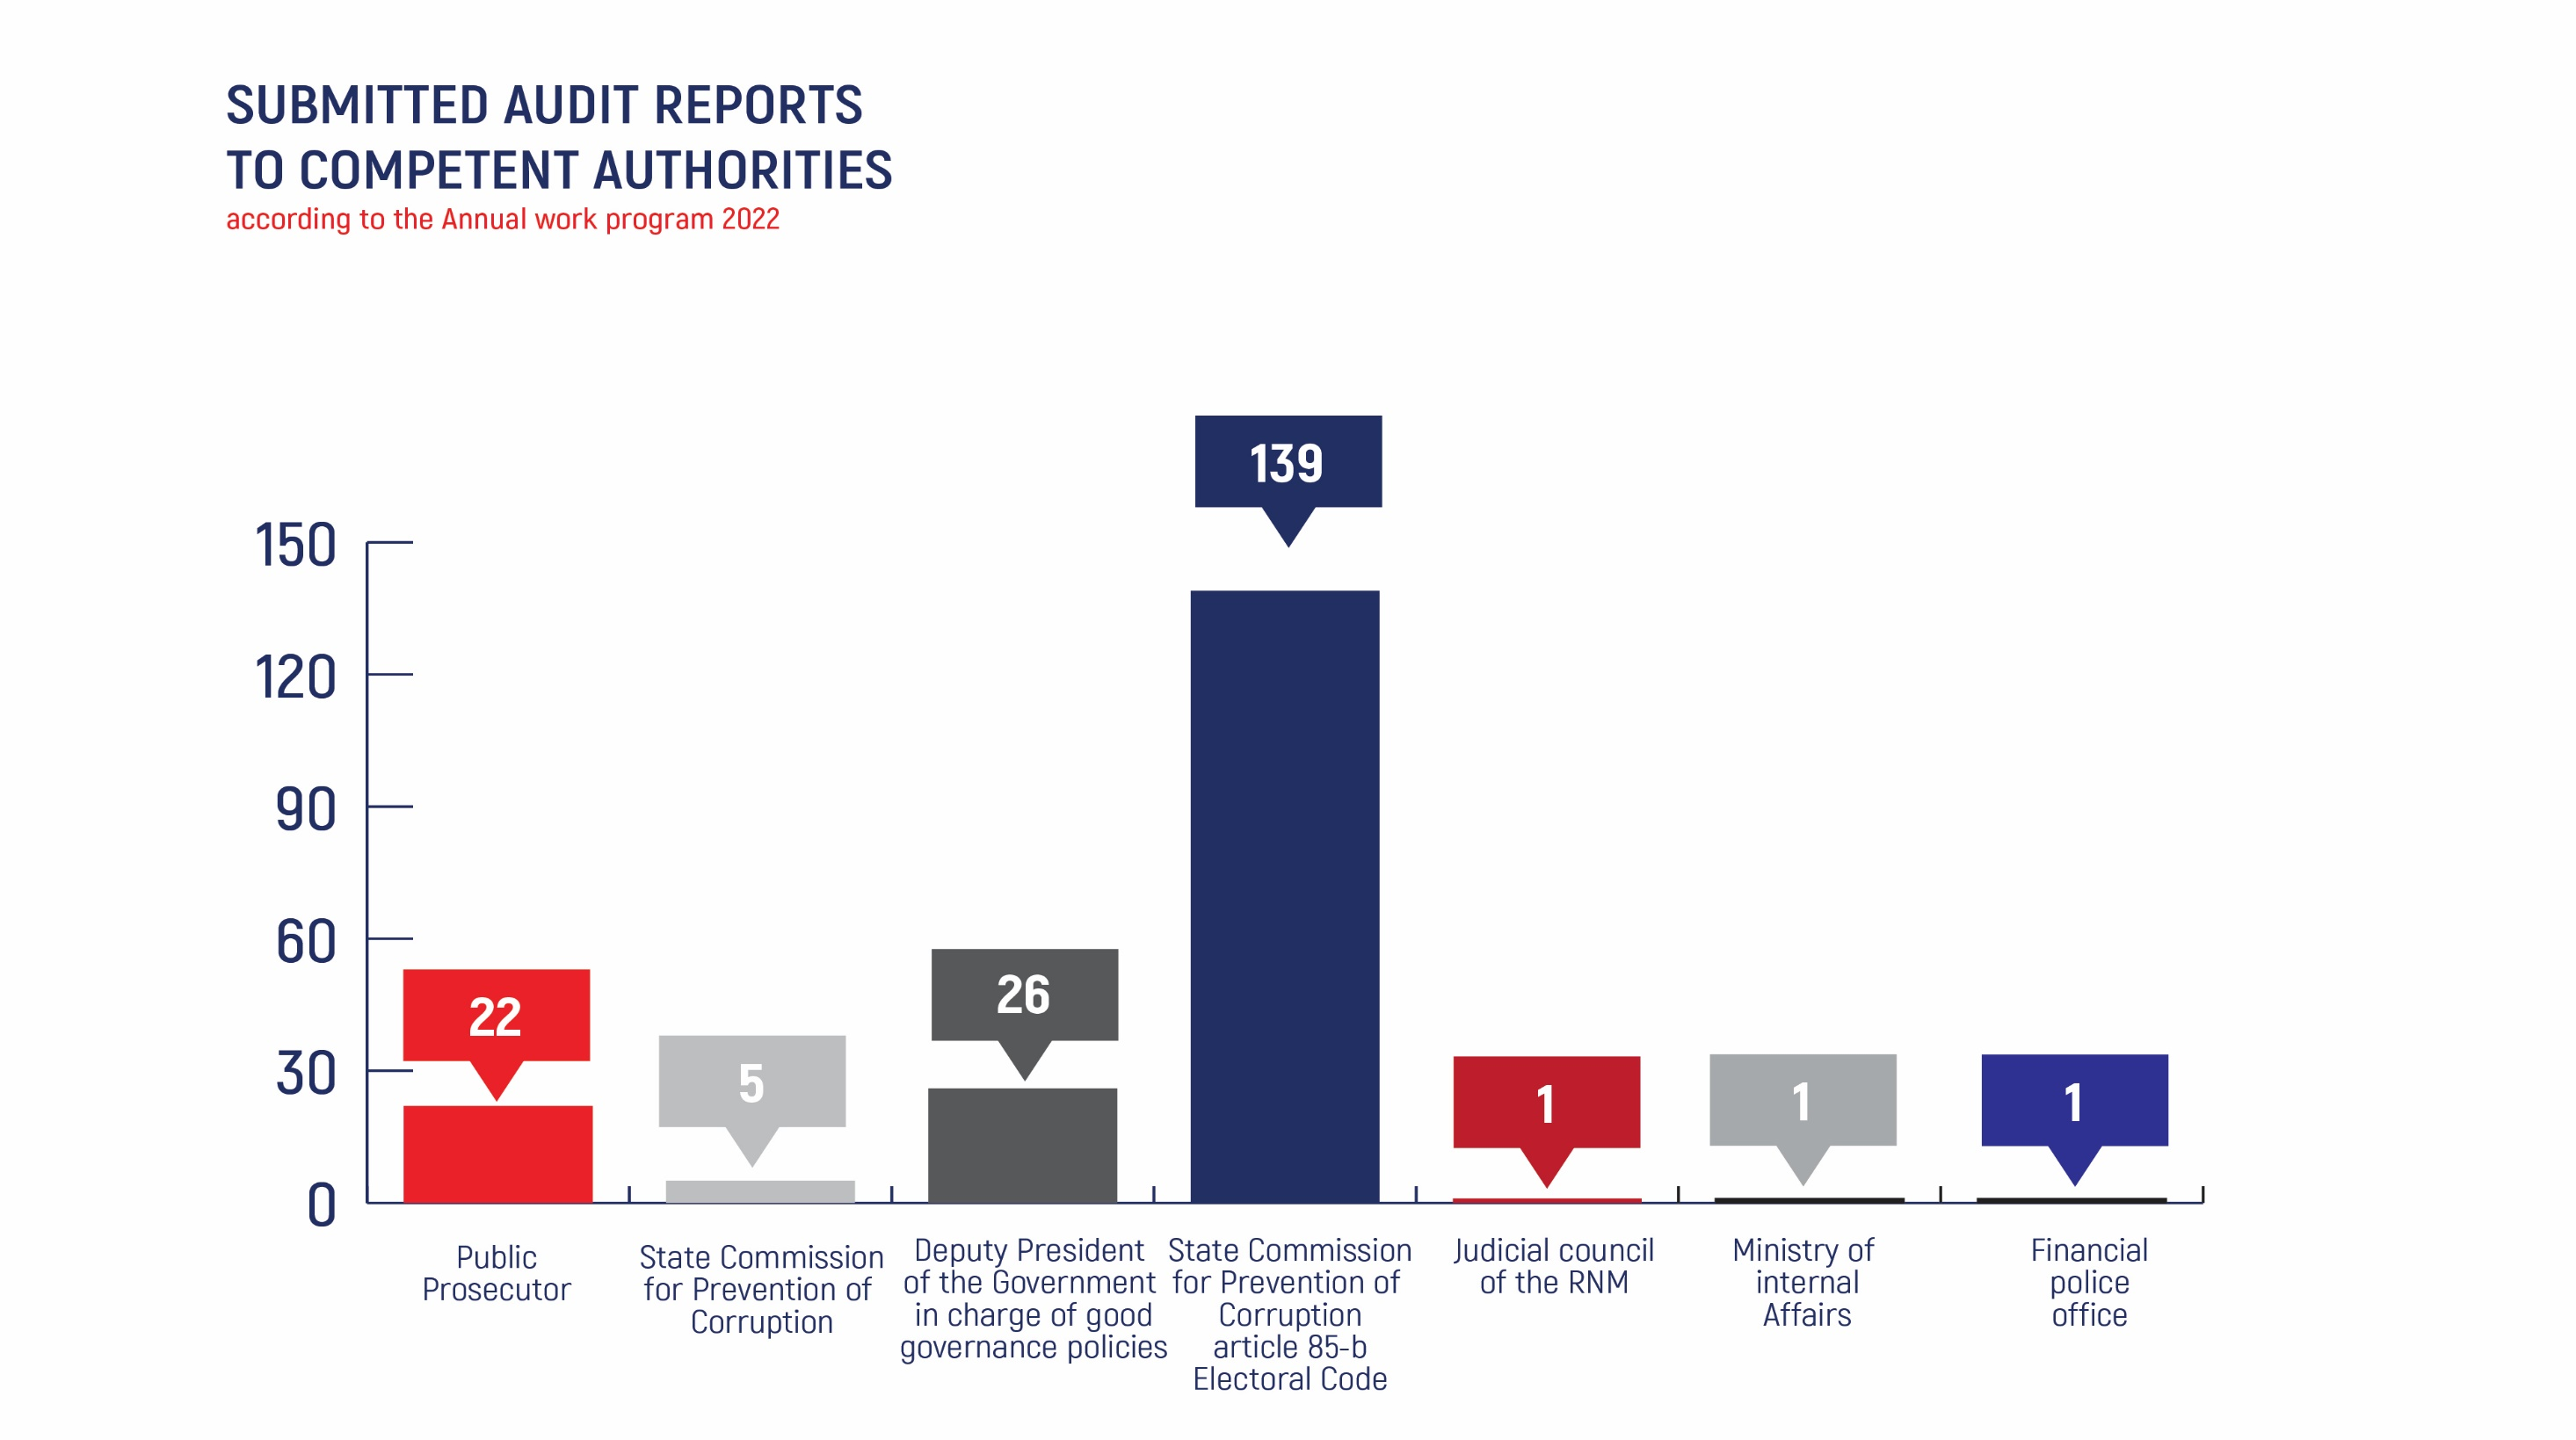 SUBMITTED AUDIT REPORTS
TO COMPETENT AUTHORITIES
according to the Annual work program 2022
139
150
120
90
60
30
0
22
5
26
1
1
1
Public
Prosecutor
State Commission
for Prevention of
Corruption
Deputy President
of the Government
in charge of good
governance policies
State Commission
for Prevention of
Corruption
article 85-b
Electoral Code
Judicial council
of the RNM
Ministry of
internal
Affairs
Financial
police
office